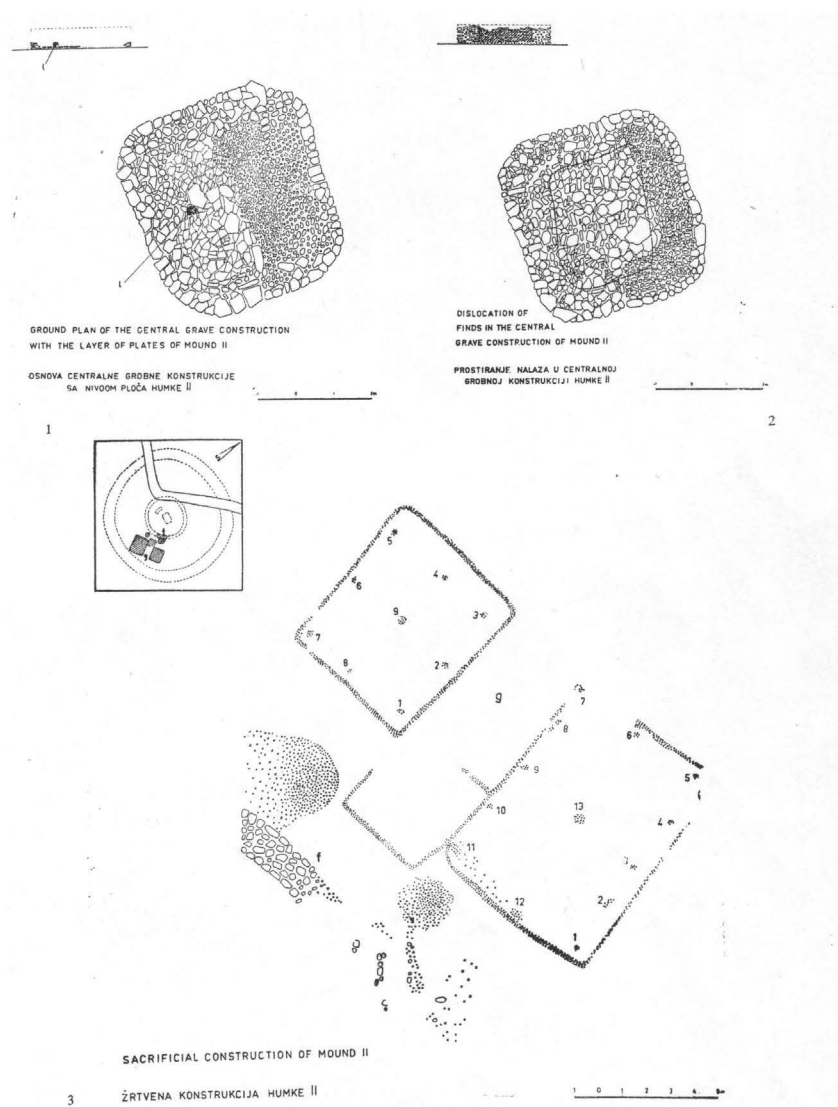 GROUND PLAN OF THE CENTRAL GRAVE CONSTRUCTION
WITH THE LAYER OF PLATES OF MOUND II
OSNOVA CENTRALNE GROBNE KONSTRUKCIJE
SA NIVOOM PLOČA HUMKE II
1
DISLOCATION OF
FINDS IN THE CENTRAL
GRAVE CONSTRUCTION OF MOUND II
PROSTIRANJE NALAZA U CENTRALNOJ
GROBNOJ KONSTRUKCIJI HUMKE II
2
5
4
6
9
3
7
8
2
1
g
7
8
6
9
5
10
13
4
11
3
f
12
2
1
SACRIFICIAL CONSTRUCTION OF MOUND II
3
ŽRTVENA KONSTRUKCIJA HUMKE II
1 0 1 2 3 4 5m